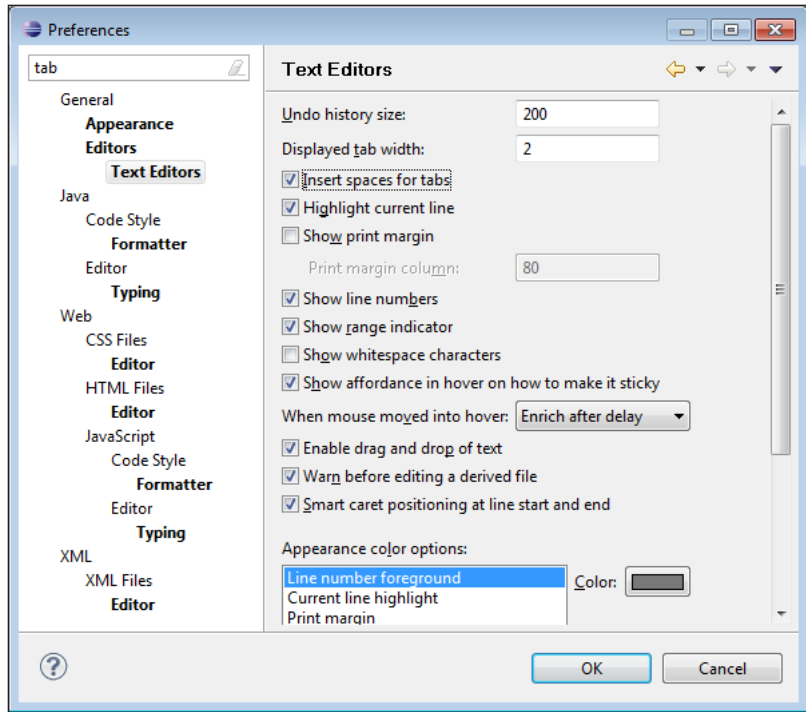 Preferences
tab
General
Appearance
Editors
Text Editors
Java
Code Style
Formatter
Editor
Typing
Web
CSS Files
Editor
HTML Files
Editor
JavaScript
Code Style
Formatter
Editor
Typing
XML
XML Files
Editor
Text Editors
Undo history size: 200
Displayed tab width: 2
Insert spaces for tabs
Highlight current line
Show print margin
Print margin column: 80
Show line numbers
Show range indicator
Show whitespace characters
Show affordance in hover on how to make it sticky
When mouse moved into hover: Enrich after delay
Enable drag and drop of text
Warn before editing a derived file
Smart caret positioning at line start and end
Appearance color options:
Line number foreground
Color:
Current line highlight
Print margin
?
OK Cancel